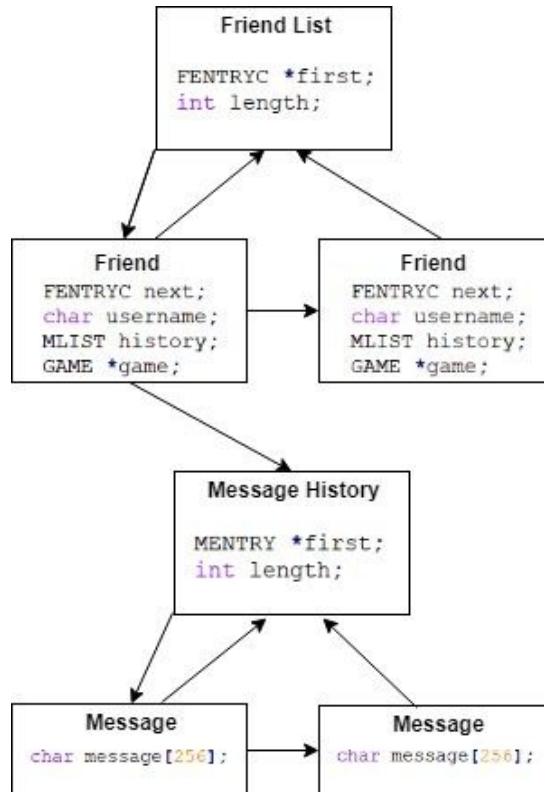 Friend List
FENTRYC *first;
int length;
Friend
FENTRYC next;
char username;
MLIST history;
GAME *game;
Friend
FENTRYC next;
char username;
MLIST history;
GAME *game;
Message History
MENTRY *first;
int length;
Message
char message[256];
Message
char message[256];